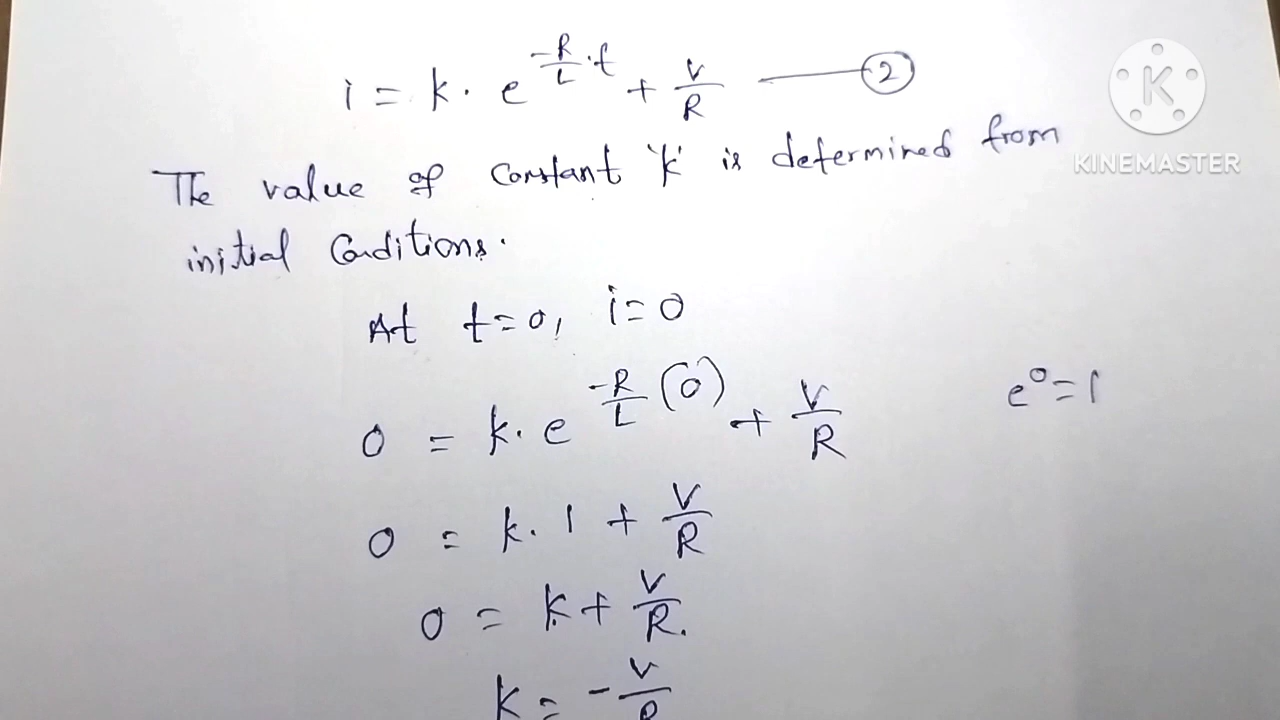 i = k · e^(-R/L · t) + V/R —— ②
K
KINEMASTER
The value of constant 'k' is determined from
initial conditions.
At t=0, i=0
0 = k · e^(-R/L (0)) + V/R
e^0 = 1
0 = k · 1 + V/R
0 = k + V/R.
k = -V/R